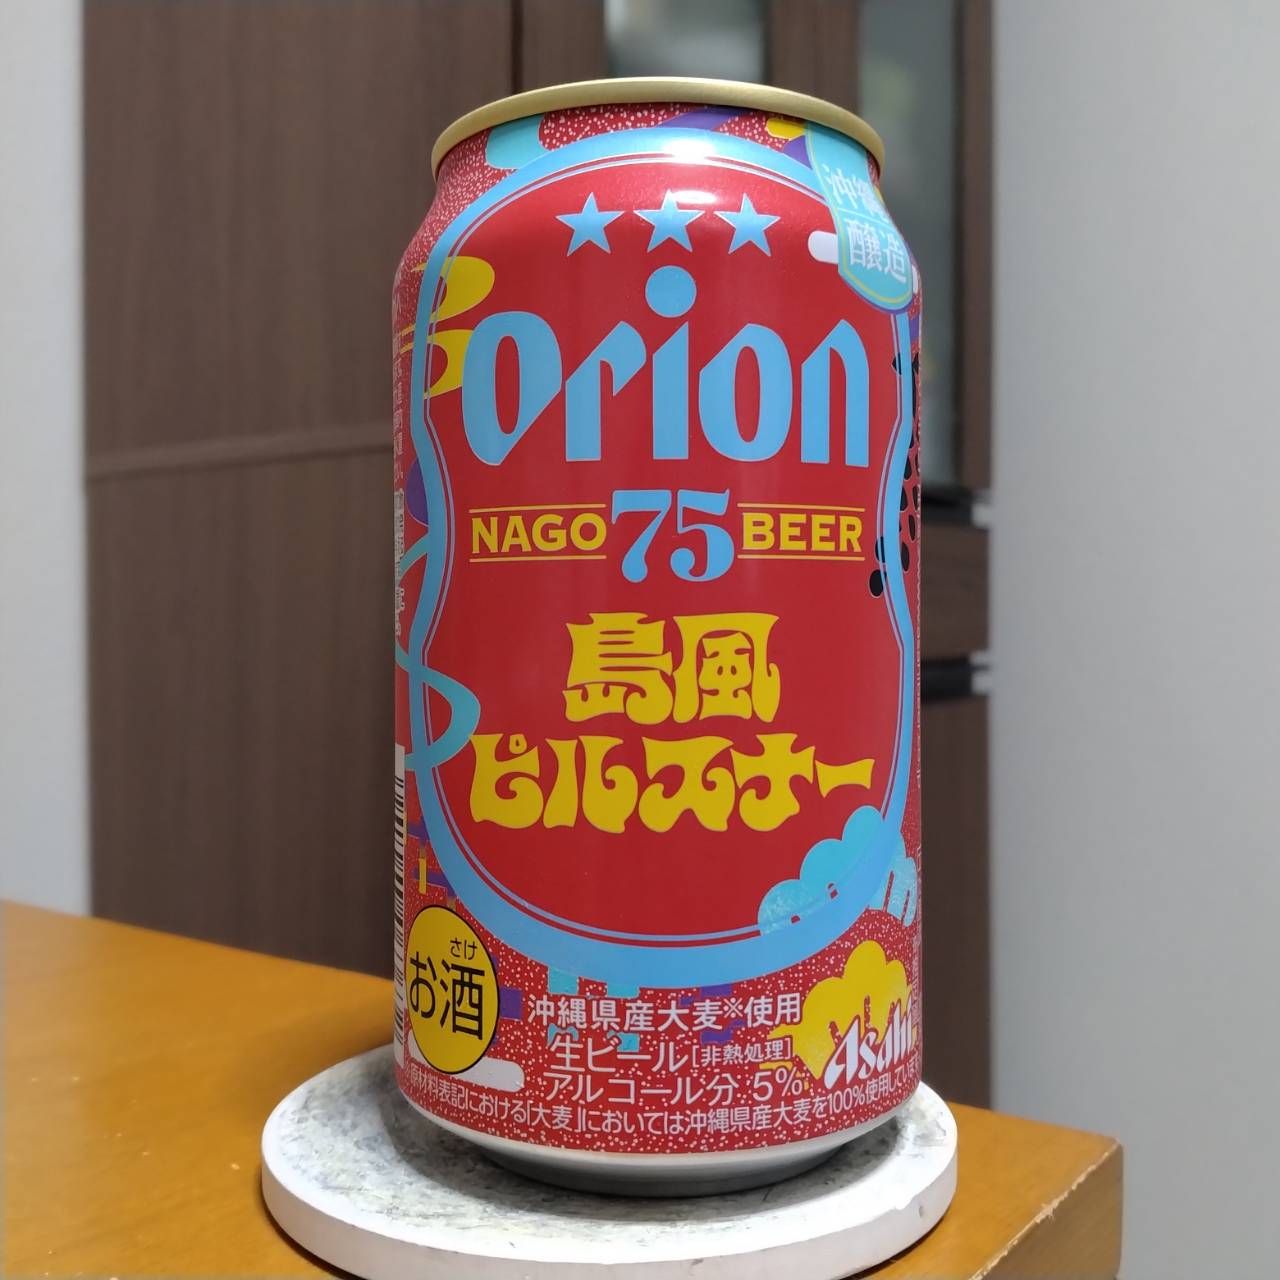 沖縄
醸造
orion
NAGO 75 BEER
島風
ピルスナー
さけ
お酒
沖縄県産大麦※使用
生ビール[非熱処理]
アルコール分 5%
Asahi
※原材料表記における「大麦」においては沖縄県産大麦を100%使用しています